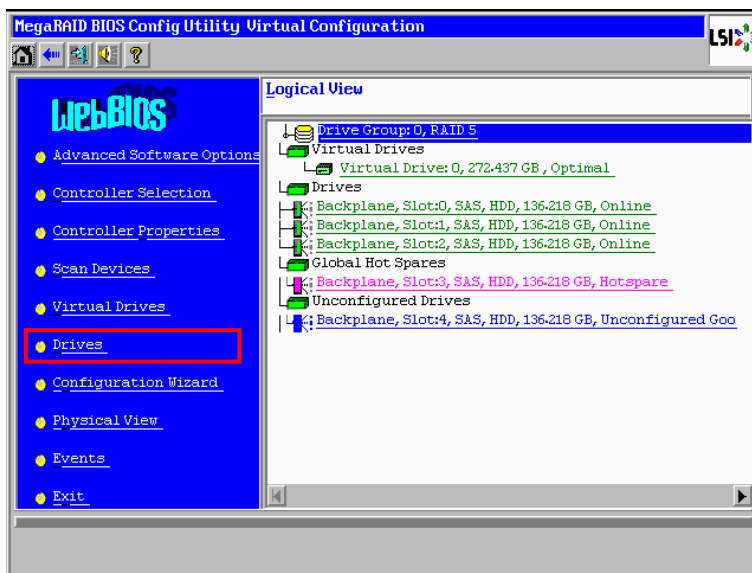 MegaRAID BIOS Config Utility Virtual Configuration
LSI
?
WebBIOS
Advanced Software Options
Controller Selection
Controller Properties
Scan Devices
Virtual Drives
Drives
Configuration Wizard
Physical View
Events
Exit
Logical View
Drive Group: 0, RAID 5
Virtual Drives
Virtual Drive: 0, 272.437 GB , Optimal
Drives
Backplane, Slot:0, SAS, HDD, 136.218 GB, Online
Backplane, Slot:1, SAS, HDD, 136.218 GB, Online
Backplane, Slot:2, SAS, HDD, 136.218 GB, Online
Global Hot Spares
Backplane, Slot:3, SAS, HDD, 136.218 GB, Hotspare
Unconfigured Drives
Backplane, Slot:4, SAS, HDD, 136.218 GB, Unconfigured Goo